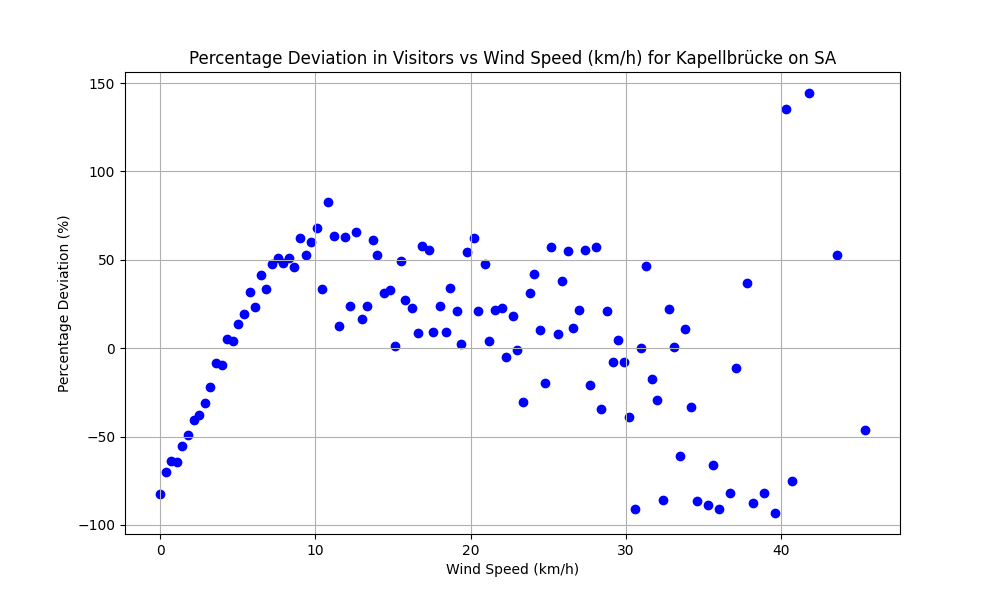 Percentage Deviation in Visitors vs Wind Speed (km/h) for Kapellbrücke on SA
150
100
50
0
−50
−100
Percentage Deviation (%)
0 10 20 30 40
Wind Speed (km/h)